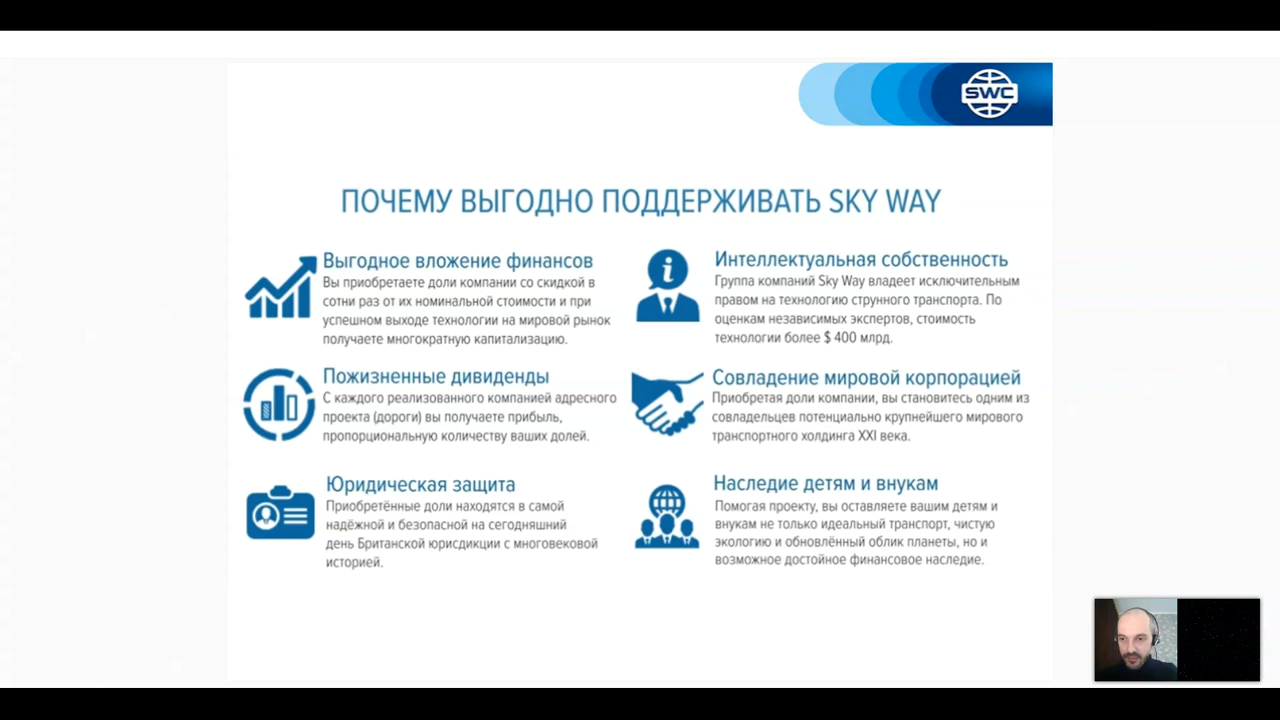 SWC
ПОЧЕМУ ВЫГОДНО ПОДДЕРЖИВАТЬ SKY WAY
Выгодное вложение финансов
Вы приобретаете доли компании со скидкой в
сотни раз от их номинальной стоимости и при
успешном выходе технологии на мировой рынок
получаете многократную капитализацию.
Пожизненные дивиденды
С каждого реализованного компанией адресного
проекта (дороги) вы получаете прибыль,
пропорциональную количеству ваших долей.
Юридическая защита
Приобретённые доли находятся в самой
надёжной и безопасной на сегодняшний
день Британской юрисдикции с многовековой
историей.
Интеллектуальная собственность
Группа компаний Sky Way владеет исключительным
правом на технологию струнного транспорта. По
оценкам независимых экспертов, стоимость
технологии более $ 400 млрд.
Совладение мировой корпорацией
Приобретая доли компании, вы становитесь одним из
совладельцев потенциально крупнейшего мирового
транспортного холдинга XXI века.
Наследие детям и внукам
Помогая проекту, вы оставляете вашим детям и
внукам не только идеальный транспорт, чистую
экологию и обновлённый облик планеты, но и
возможное достойное финансовое наследие.